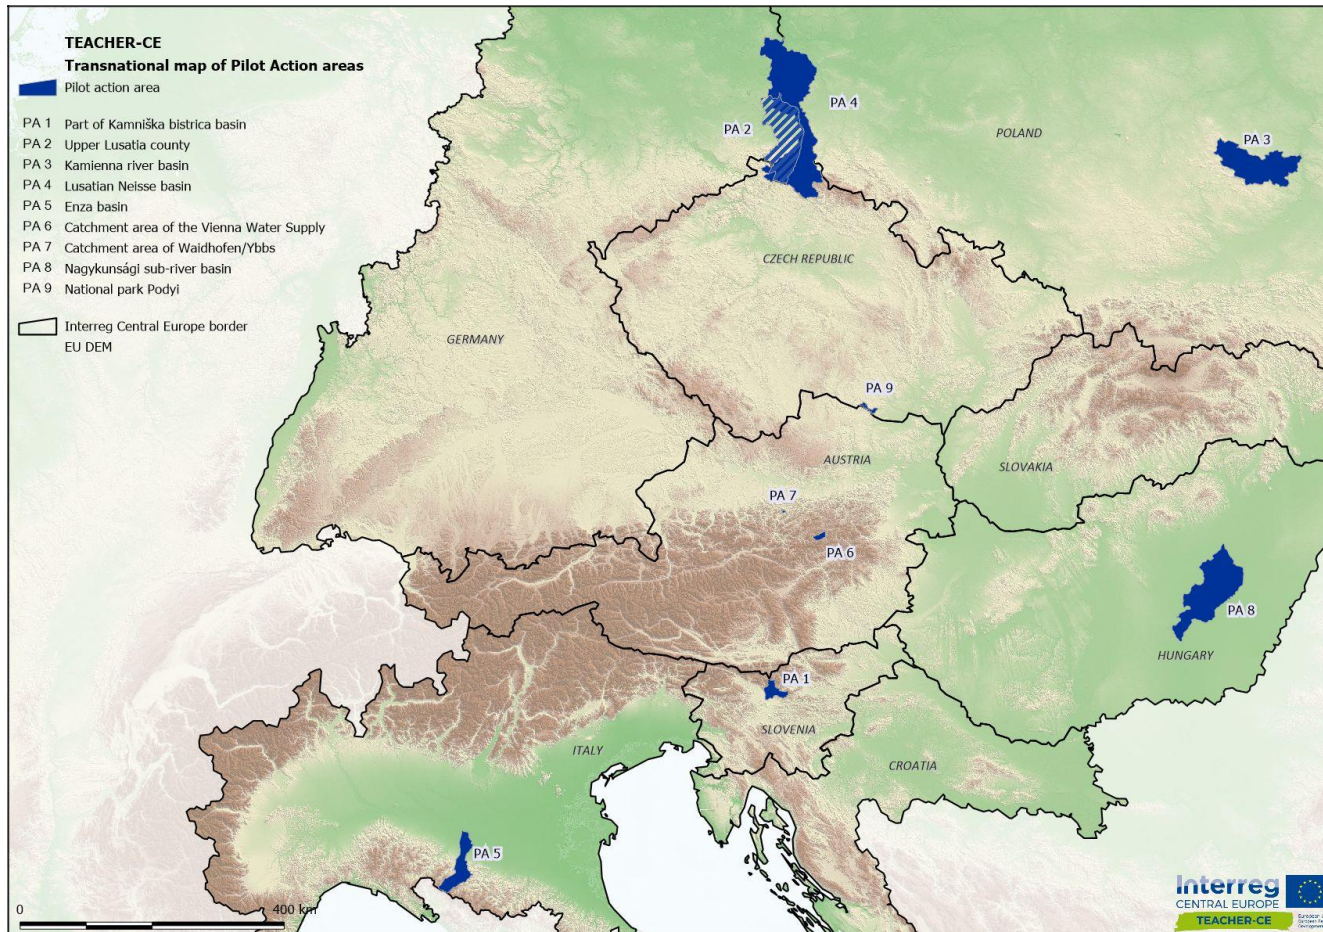 TEACHER-CE
Transnational map of Pilot Action areas
Pilot action area
PA 1 Part of Kamniška bistrica basin
PA 2 Upper Lusatia county
PA 3 Kamienna river basin
PA 4 Lusatian Neisse basin
PA 5 Enza basin
PA 6 Catchment area of the Vienna Water Supply
PA 7 Catchment area of Waidhofen/Ybbs
PA 8 Nagykunsági sub-river basin
PA 9 National park Podyi
Interreg Central Europe border
EU DEM
PA 4
PA 2
POLAND
PA 3
CZECH REPUBLIC
GERMANY
PA 9
AUSTRIA
SLOVAKIA
PA 7
PA 6
PA 8
HUNGARY
PA 1
SLOVENIA
ITALY
CROATIA
PA 5
0 400 km
Interreg
CENTRAL EUROPE
TEACHER-CE